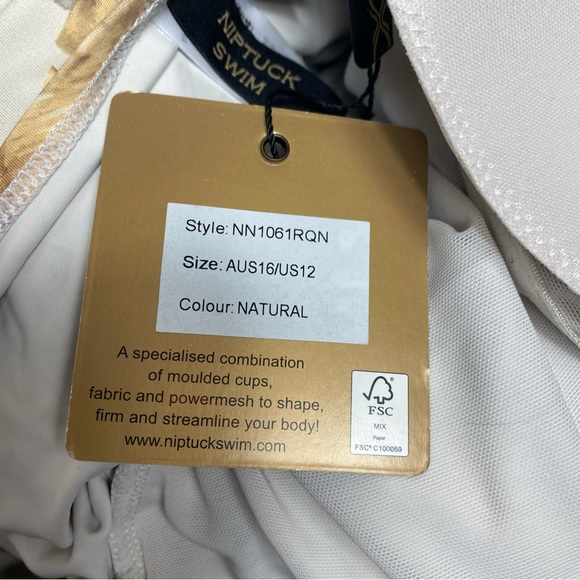 NIPTUCK
SWIM
Style: NN1061RQN
Size: AUS16/US12
Colour: NATURAL
A specialised combination
of moulded cups,
fabric and powermesh to shape,
firm and streamline your body!
www.niptuckswim.com
FSC
MIX
Paper
FSC® C100059